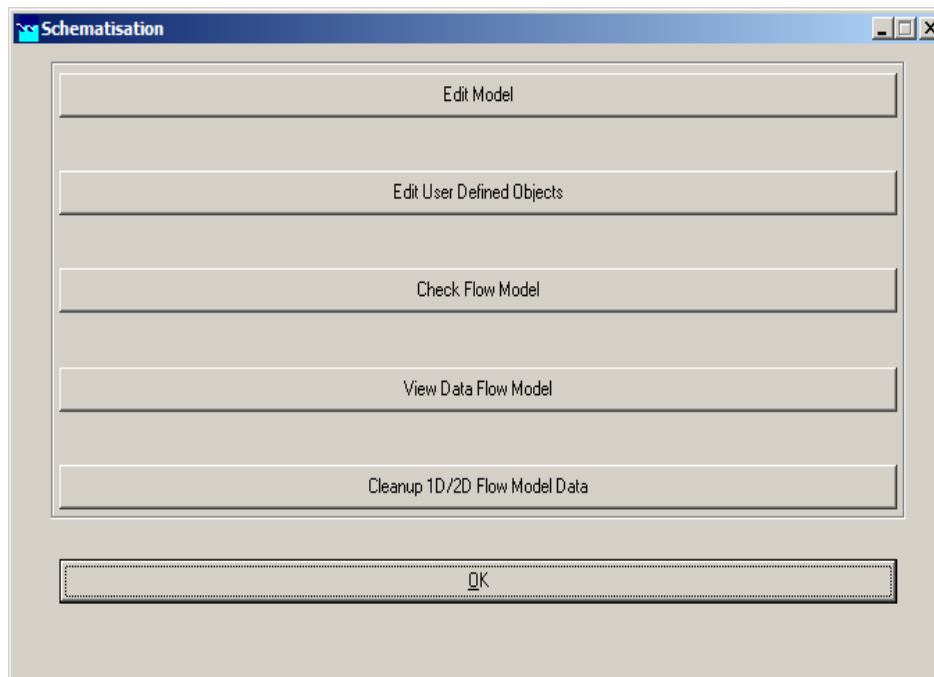 Schematisation
Edit Model
Edit User Defined Objects
Check Flow Model
View Data Flow Model
Cleanup 1D/2D Flow Model Data
OK